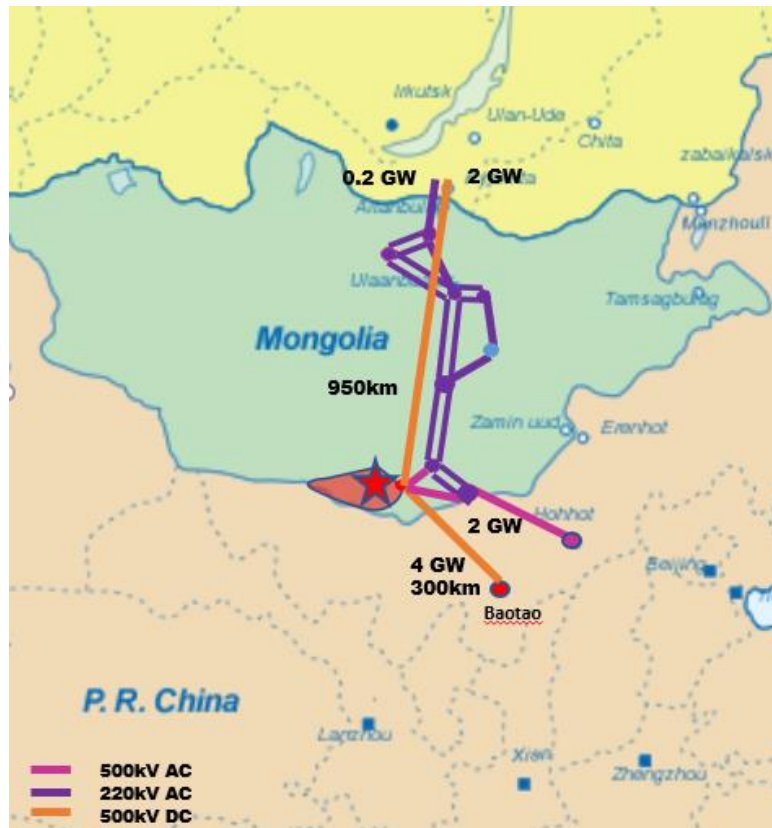 Irkutsk
Ulan-Ude
Chita
zabaikalsk
0.2 GW
2 GW
Manzhouli
Tamsagbulag
Mongolia
950km
Zamin uud
Erenhot
Hohhot
2 GW
4 GW
300km
Beijing
Baotao
P. R. China
Lanzhou
Xian
Zhengzhou
500kV AC
220kV AC
500kV DC